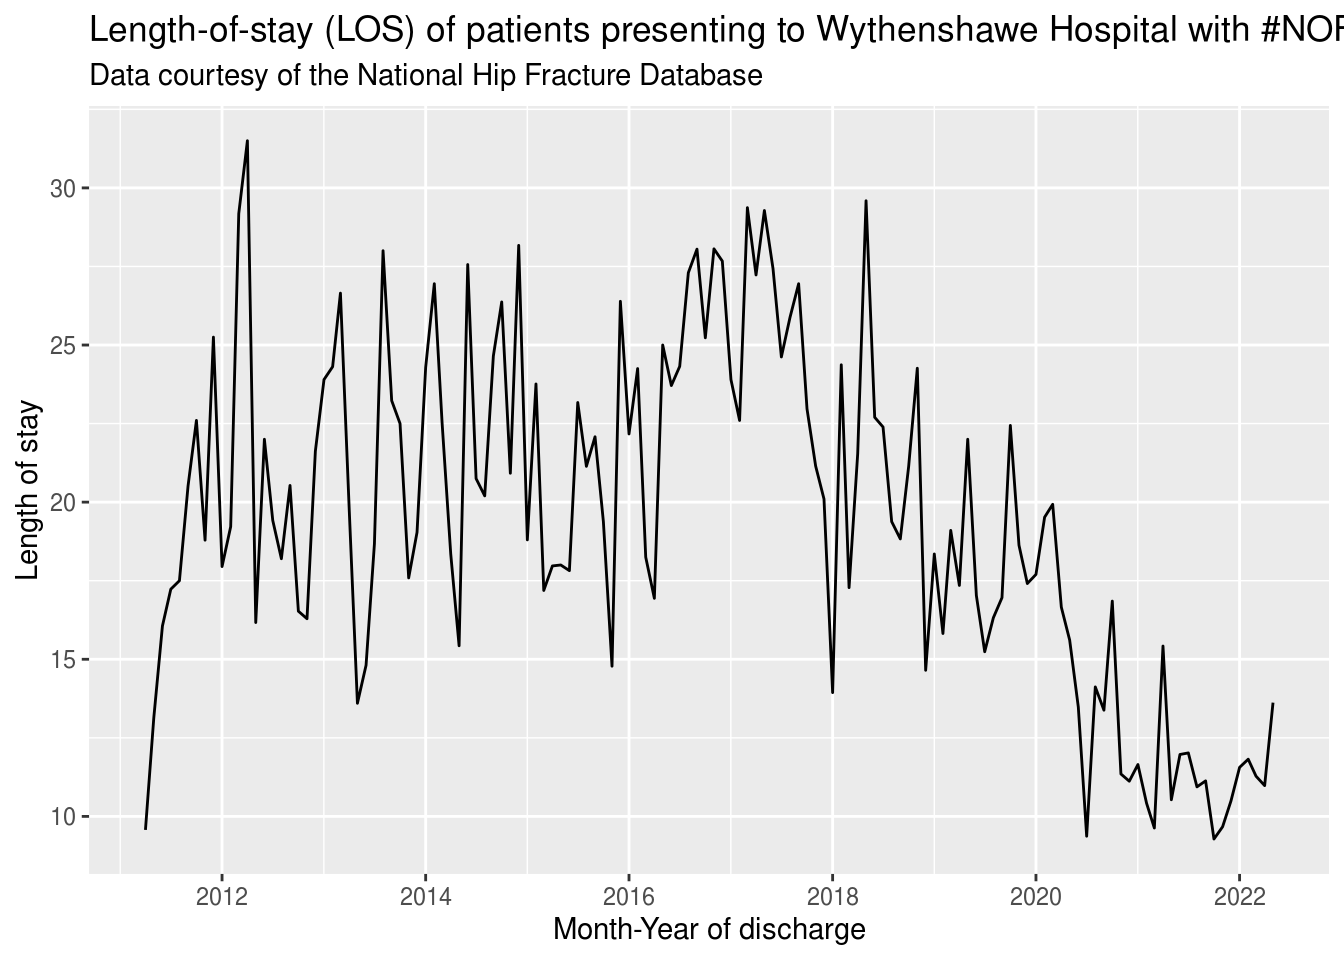 Length-of-stay (LOS) of patients presenting to Wythenshawe Hospital with
Data courtesy of the National Hip Fracture Database
30
25
20
15
10
Length of stay
2012 2014 2016 2018 2020 2022
Month-Year of discharge